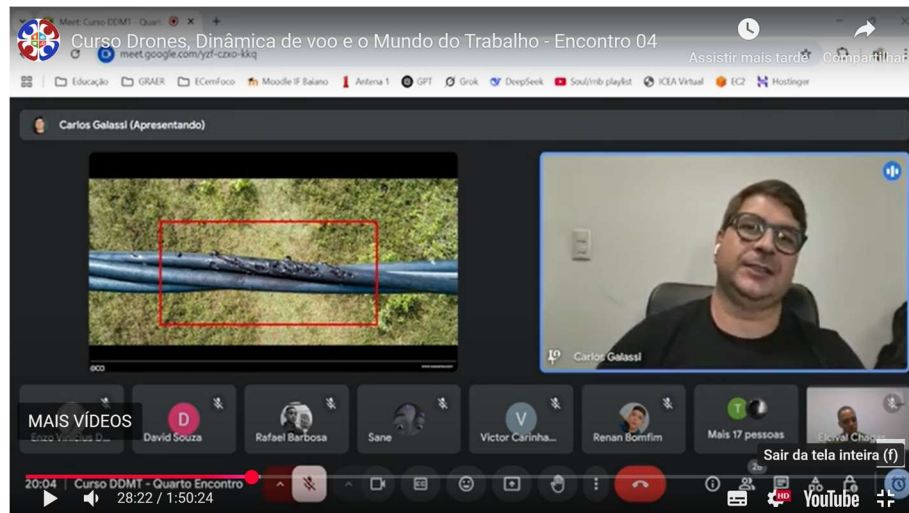 Meet: Curso DDMT - Quart
Curso Drones, Dinâmica de voo e o Mundo do Trabalho - Encontro 04
meet.google.com/yzf-czxo-kkq
Assistir mais tarde
Compartilhar
Educação
GRAER
ECemFoco
Moodle IF Baiano
Antena 1
GPT
Grok
DeepSeek
Soul/rnb playlist
ICEA Virtual
EC2
Hostinger
Carlos Galassi (Apresentando)
Carlos Galassi
MAIS VÍDEOS
Enzo Vinícius D...
D
David Souza
Rafael Barbosa
Sane
V
Victor Carinha...
Renan Bomfim
T
Mais 17 pessoas
Elcival Chagas
Sair da tela inteira (f)
20:04 | Curso DDMT - Quarto Encontro
28:22 / 1:50:24
HD
YouTube